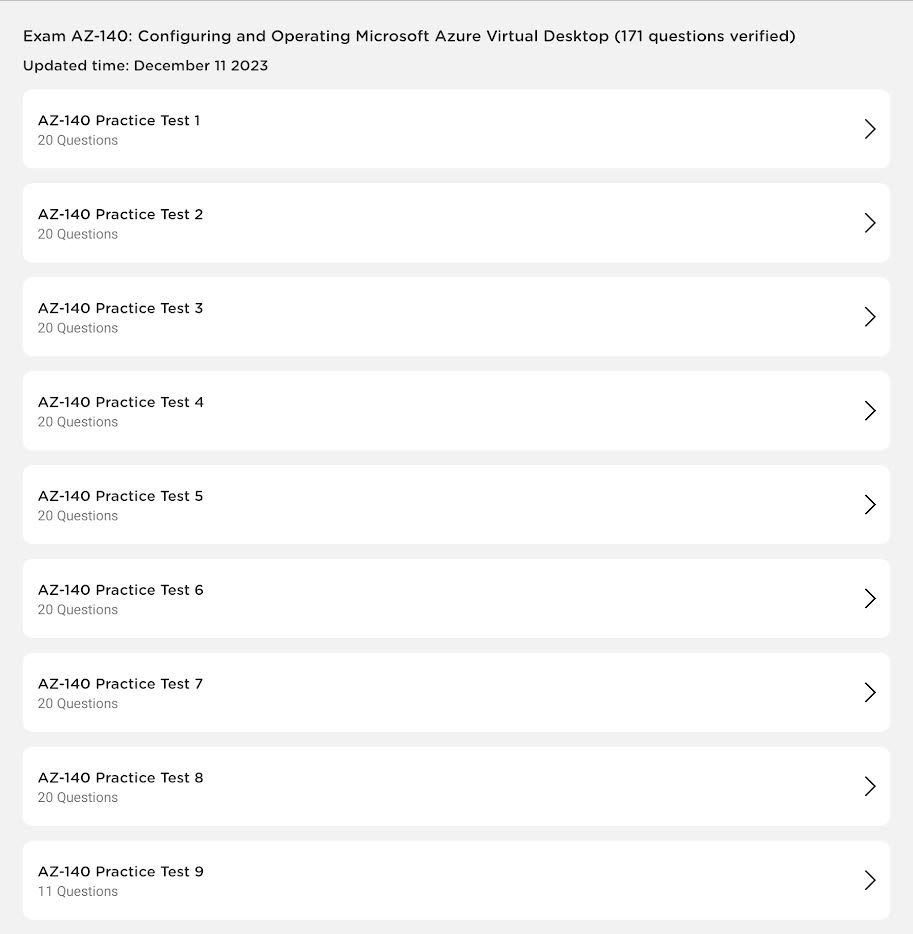 Exam AZ-140: Configuring and Operating Microsoft Azure Virtual Desktop (171 questions verified)
Updated time: December 11 2023
AZ-140 Practice Test 1
20 Questions
AZ-140 Practice Test 2
20 Questions
AZ-140 Practice Test 3
20 Questions
AZ-140 Practice Test 4
20 Questions
AZ-140 Practice Test 5
20 Questions
AZ-140 Practice Test 6
20 Questions
AZ-140 Practice Test 7
20 Questions
AZ-140 Practice Test 8
20 Questions
AZ-140 Practice Test 9
11 Questions